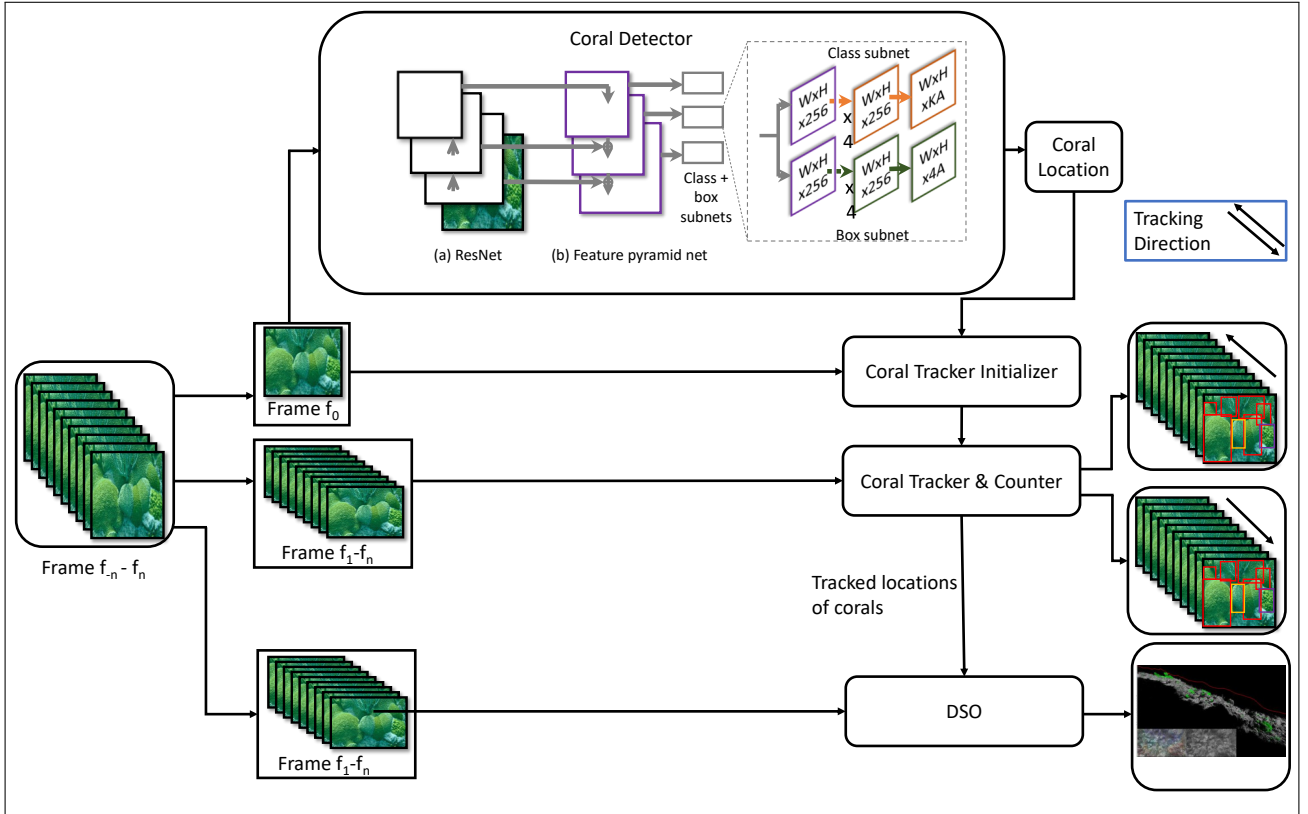 Coral Detector
Class subnet
WxH
x256
x
4
WxH
x256
WxH
xKA
WxH
x256
x
4
WxH
x256
WxH
x4A
Box subnet
Class +
box
subnets
(a) ResNet
(b) Feature pyramid net
Coral
Location
Tracking
Direction
Frame f0
Coral Tracker Initializer
Frame f-n - fn
Frame f1-fn
Coral Tracker & Counter
Tracked locations
of corals
Frame f1-fn
DSO